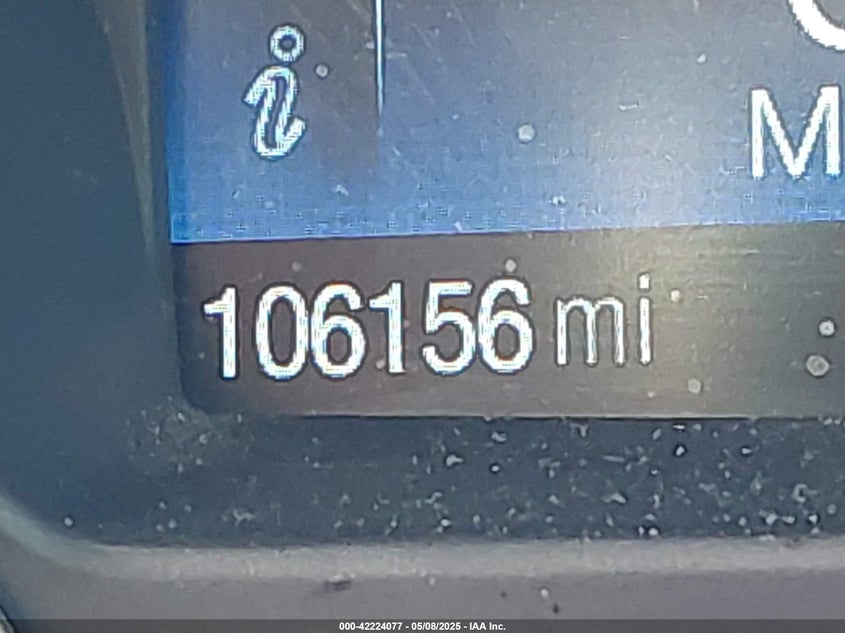 i
M
106156 mi
000-42224077 - 05/08/2025 - IAA Inc.